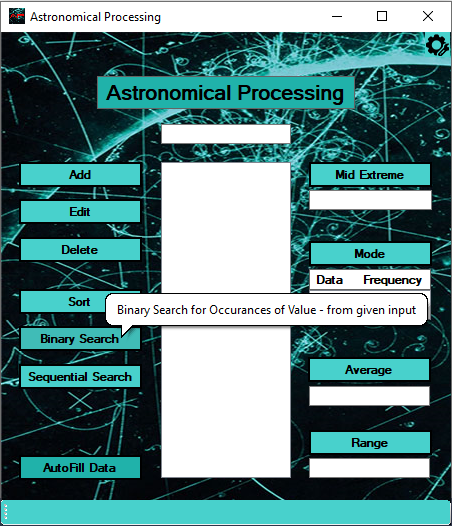 Astronomical Processing
Astronomical Processing
Add
Mid Extreme
Edit
Delete
Mode
Data Frequency
Sort
Binary Search for Occurances of Value - from given input
Binary Search
Sequential Search
Average
Range
AutoFill Data